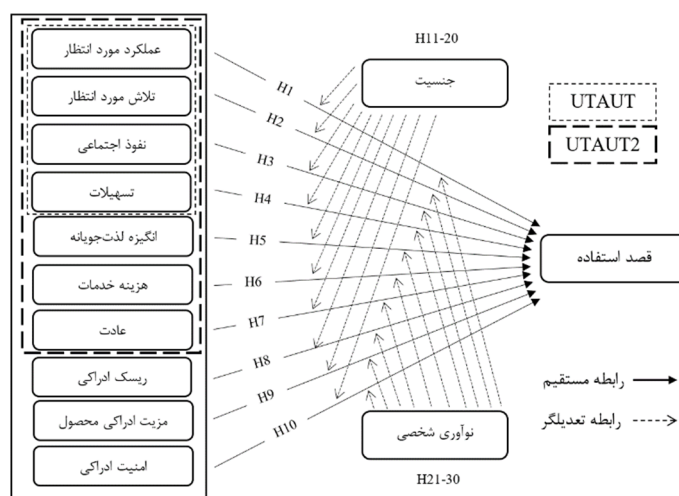 عملکرد مورد انتظار
تلاش مورد انتظار
نفوذ اجتماعی
تسهیلات
انگیزه لذت‌جویانه
هزینه خدمات
عادت
ریسک ادراکی
مزیت ادراکی محصول
امنیت ادراکی
H1
H2
H3
H4
H5
H6
H7
H8
H9
H10
H11-20
جنسیت
نوآوری شخصی
H21-30
UTAUT
UTAUT2
قصد استفاده
رابطه مستقیم
رابطه تعدیلگر